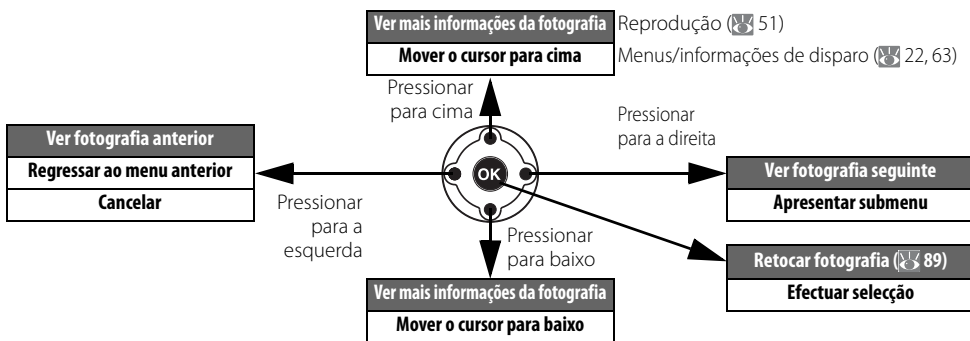 Ver mais informações da fotografia Reprodução (51)
Mover o cursor para cima Menus/informações de disparo (22, 63)
Pressionar
para cima
Pressionar
para a direita
Ver fotografia anterior
Regressar ao menu anterior
Cancelar
OK
Ver fotografia seguinte
Apresentar submenu
Pressionar
para a
esquerda
Pressionar
para baixo
Retocar fotografia (89)
Efectuar selecção
Ver mais informações da fotografia
Mover o cursor para baixo